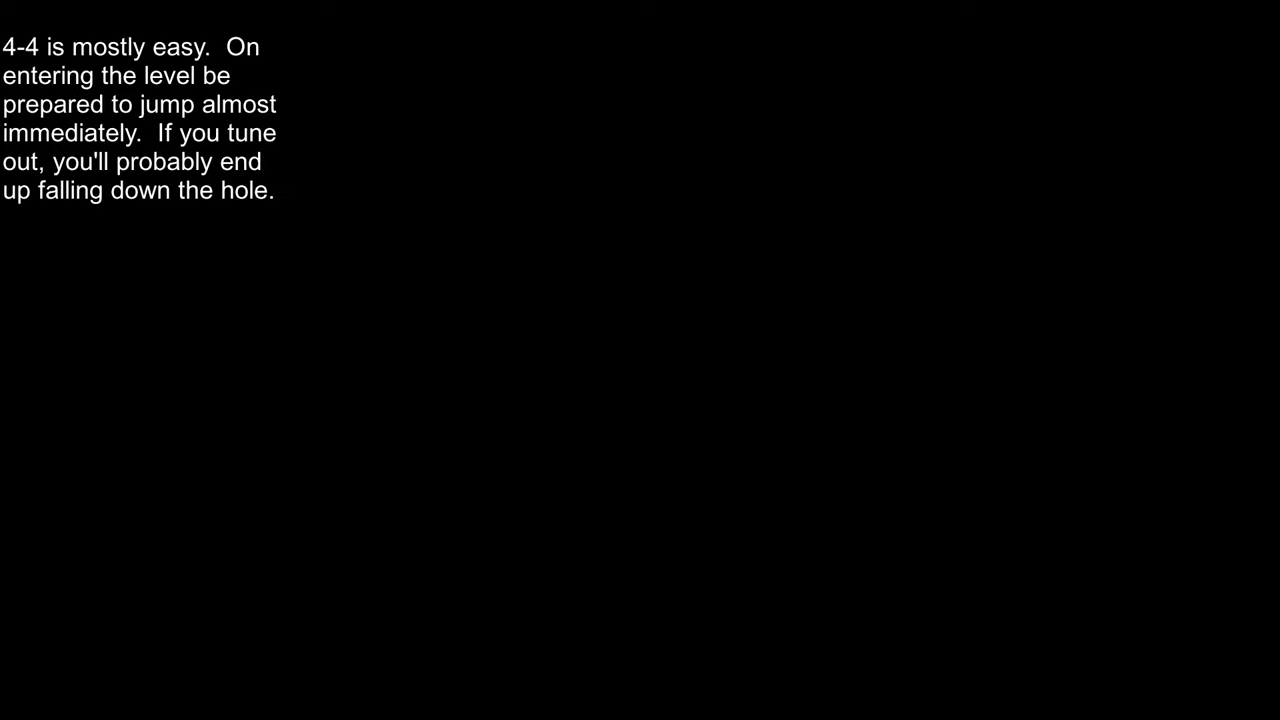 4-4 is mostly easy.  On
entering the level be
prepared to jump almost
immediately.  If you tune
out, you'll probably end
up falling down the hole.